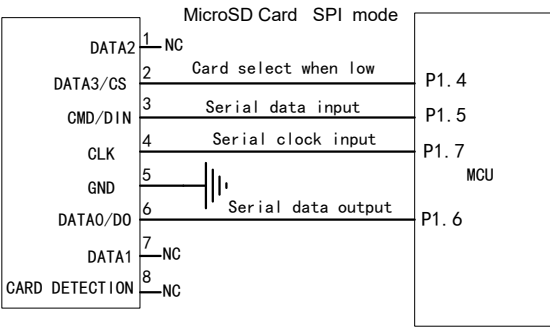 MicroSD Card SPI mode
DATA2 1 NC
DATA3/CS 2 Card select when low P1.4
CMD/DIN 3 Serial data input P1.5
CLK 4 Serial clock input P1.7
GND 5
MCU
DATA0/DO 6 Serial data output P1.6
DATA1 7 NC
CARD DETECTION 8 NC